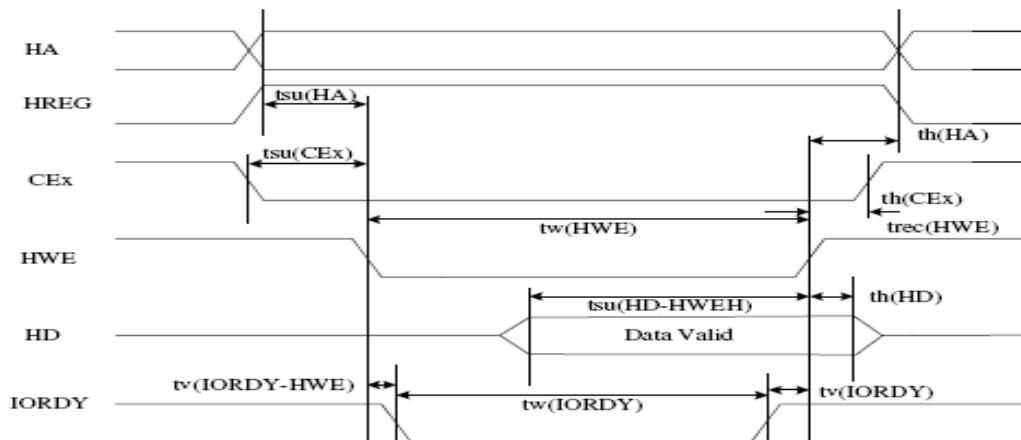 HA
HREG
tsu(HA)
th(HA)
tsu(CEx)
CEx
th(CEx)
tw(HWE)
trec(HWE)
HWE
tsu(HD-HWEH)
th(HD)
HD
Data Valid
tv(IORDY-HWE)
IORDY
tw(IORDY)
tv(IORDY)